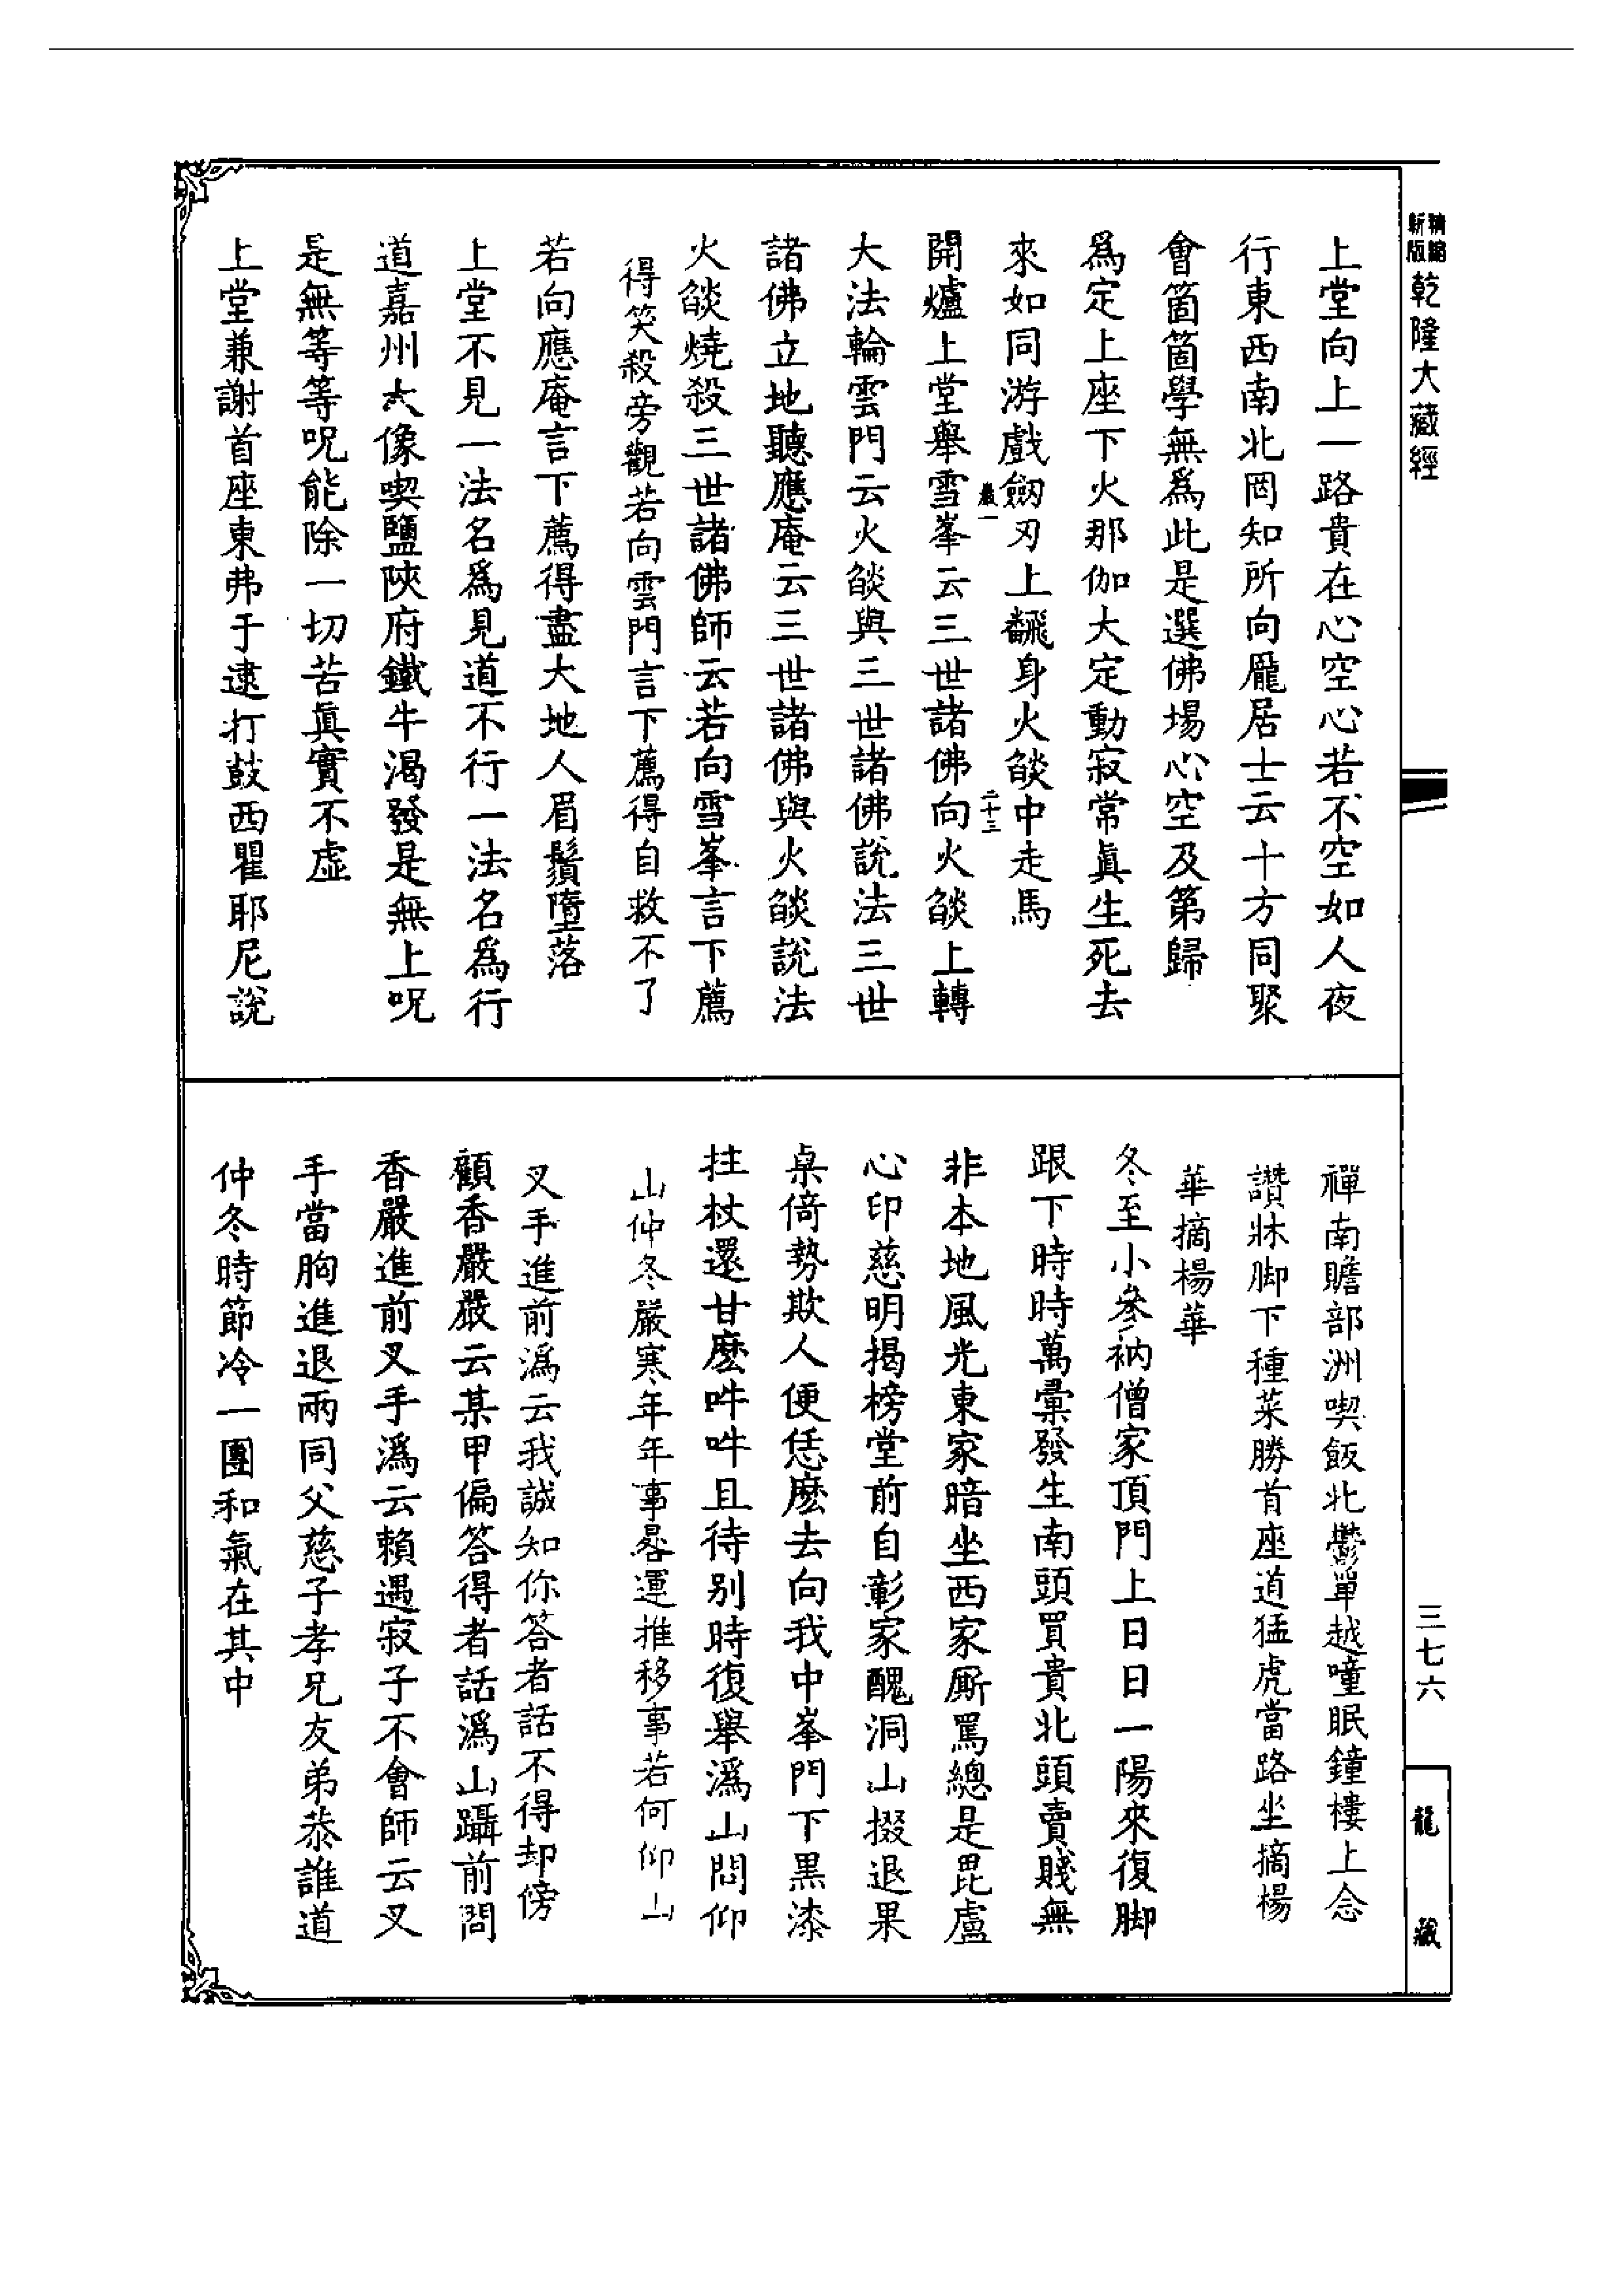 精編新版
乾隆大藏經
上堂向上一路貴在心空心若不空如人夜
行東西南北罔知所向龐居士云十方同聚
會箇箇學無爲此是選佛場心空及第歸
爲定上座下火那伽大定動寂常眞生死去
來如同游戲劒刃上飜身火燄中走馬
嚴一
二十三
開爐上堂舉雪峯云三世諸佛向火燄上轉
大法輪雲門云火燄與三世諸佛說法三世
諸佛立地聽應庵云三世諸佛與火燄說法
火燄燒殺三世諸佛師云若向雪峯言下薦
得笑殺旁觀若向雲門言下薦得自救不了
若向應庵言下薦得盡大地人眉鬚墮落
上堂不見一法名爲見道不行一法名爲行
道嘉州大像喫鹽陝府鐵牛渴發是無上呪
是無等等呪能除一切苦眞實不虛
上堂兼謝首座東弗于逮打鼓西瞿耶尼說
禪南贍部洲喫飯北鬱單越噇眠鐘樓上念
讚牀脚下種菜勝首座道猛虎當路坐摘楊
華摘楊華
冬至小參衲僧家頂門上日日一陽來復脚
跟下時時萬彙發生南頭買貴北頭賣賤無
非本地風光東家暗坐西家厮罵總是毘盧
心印慈明揭榜堂前自彰家醜洞山掇退果
桌倚勢欺人便恁麽去向我中峯門下黑漆
拄杖還甘麽吽吽且待别時復舉潙山問仰
山仲冬嚴寒年年事晷運推移事若何仰山
叉手進前潙云我誠知你答者話不得却傍
顧香嚴嚴云某甲偏答得者話潙山躡前問
香嚴進前叉手潙云賴遇寂子不會師云叉
手當胸進退兩同父慈子孝兄友弟恭誰道
仲冬時節冷一團和氣在其中
三七六
龍藏